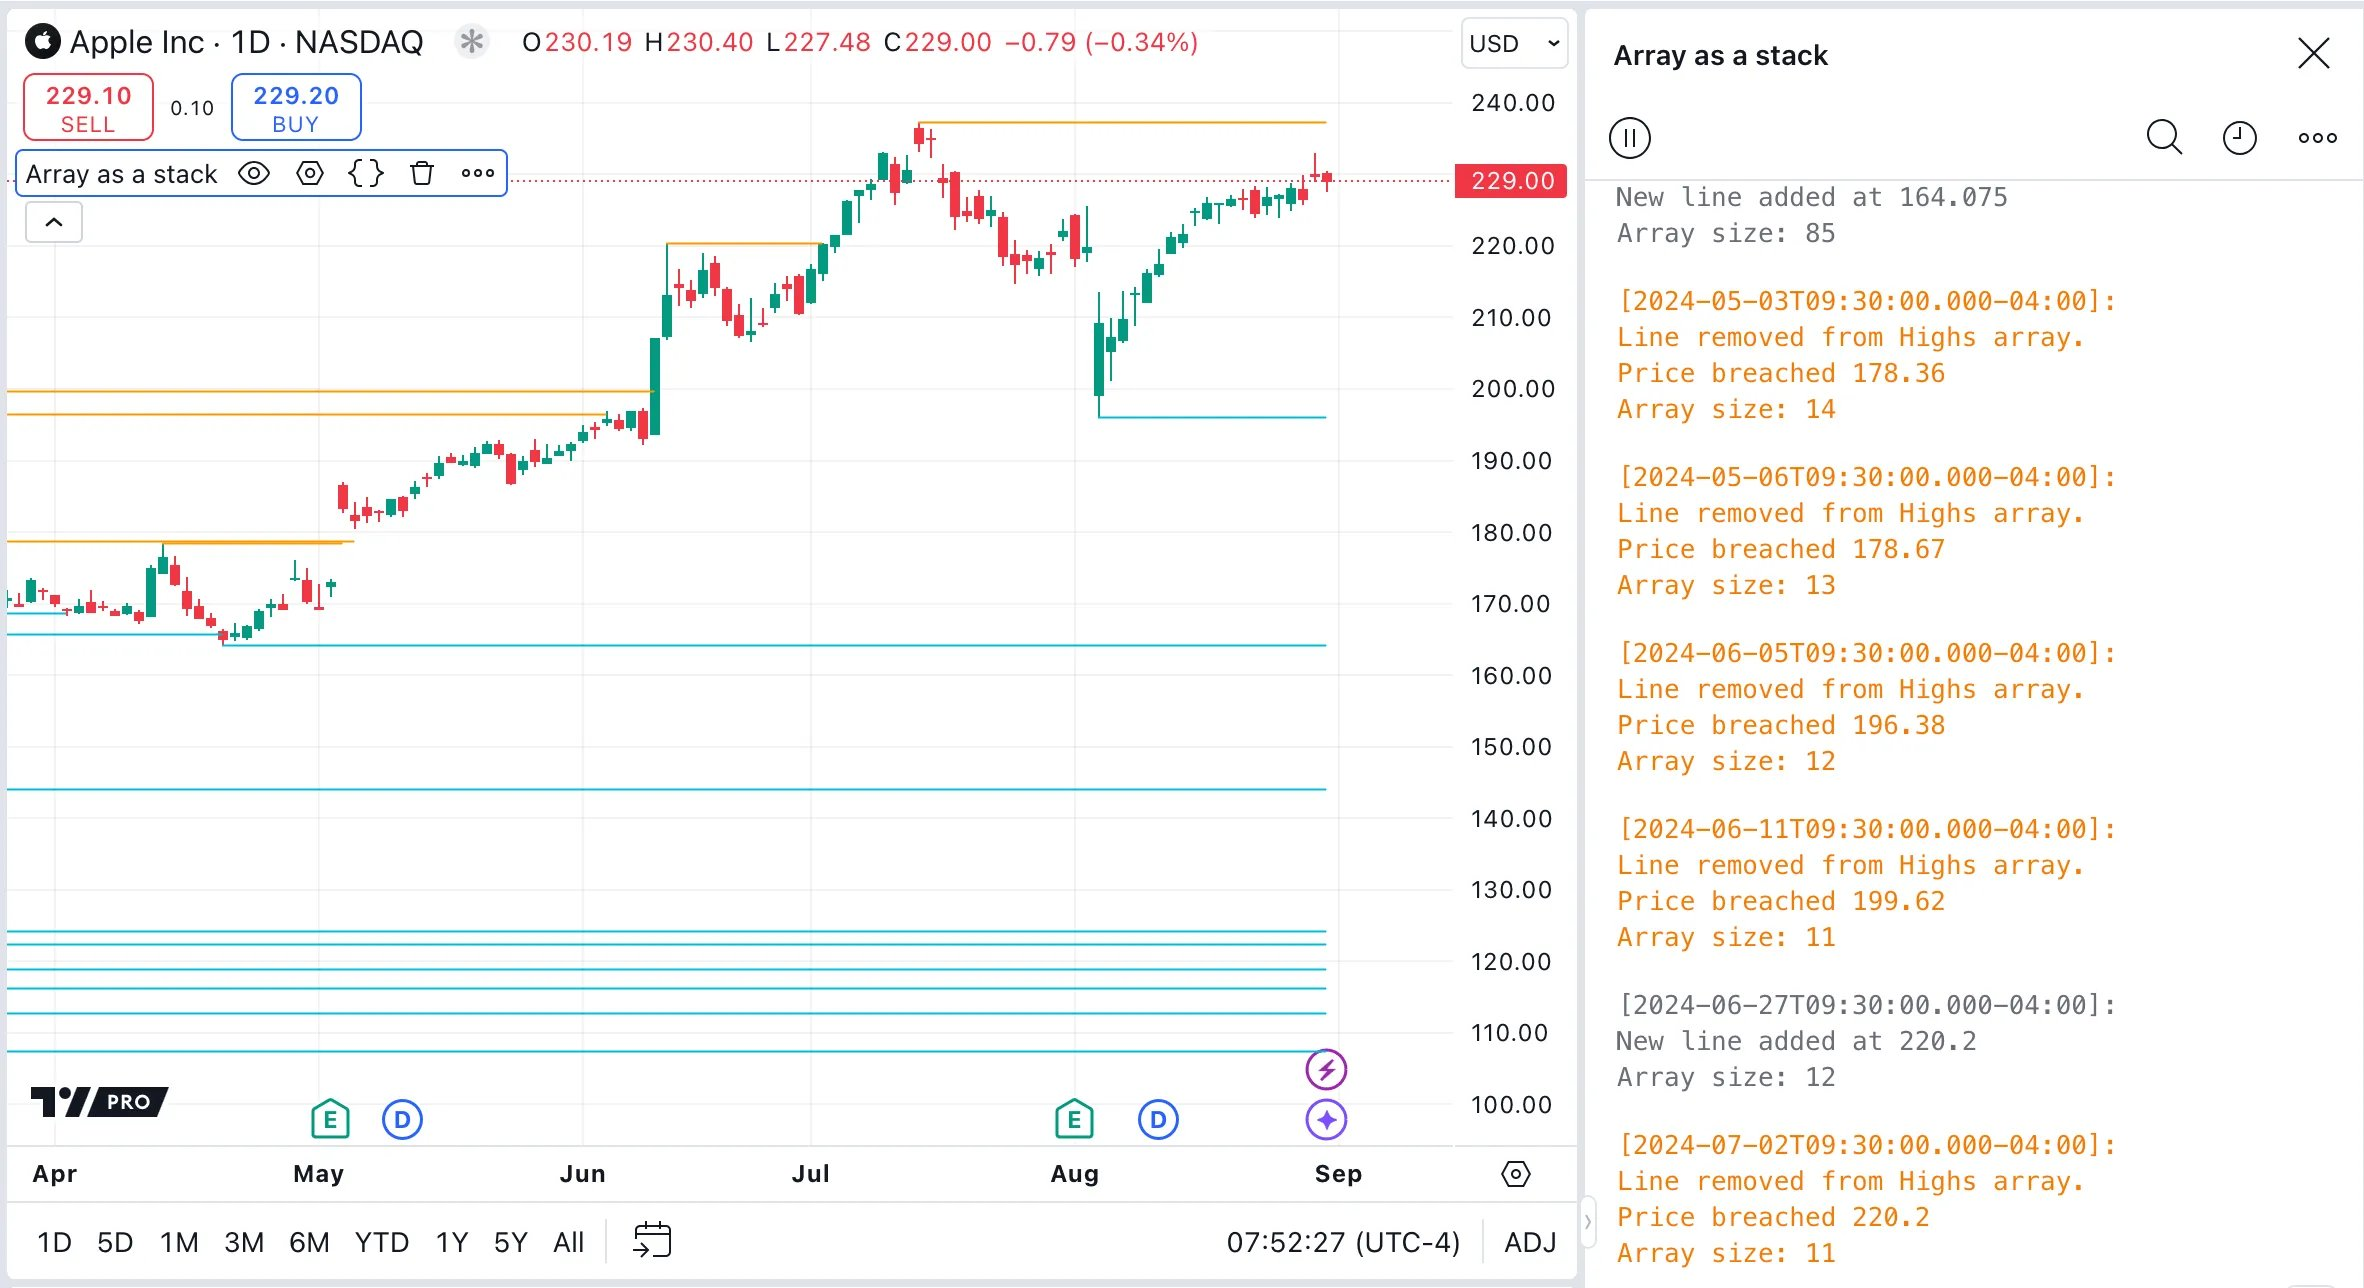 Apple Inc · 1D · NASDAQ
O230.19 H230.40 L227.48 C229.00 −0.79 (−0.34%)
USD
229.10
SELL
0.10
229.20
BUY
Array as a stack
240.00
229.00
220.00
210.00
200.00
190.00
180.00
170.00
160.00
150.00
140.00
130.00
120.00
110.00
100.00
PRO
E
D
E
D
Apr May Jun Jul Aug Sep
1D 5D 1M 3M 6M YTD 1Y 5Y All
07:52:27 (UTC-4) ADJ
Array as a stack
New line added at 164.075
Array size: 85
[2024-05-03T09:30:00.000-04:00]:
Line removed from Highs array.
Price breached 178.36
Array size: 14
[2024-05-06T09:30:00.000-04:00]:
Line removed from Highs array.
Price breached 178.67
Array size: 13
[2024-06-05T09:30:00.000-04:00]:
Line removed from Highs array.
Price breached 196.38
Array size: 12
[2024-06-11T09:30:00.000-04:00]:
Line removed from Highs array.
Price breached 199.62
Array size: 11
[2024-06-27T09:30:00.000-04:00]:
New line added at 220.2
Array size: 12
[2024-07-02T09:30:00.000-04:00]:
Line removed from Highs array.
Price breached 220.2
Array size: 11